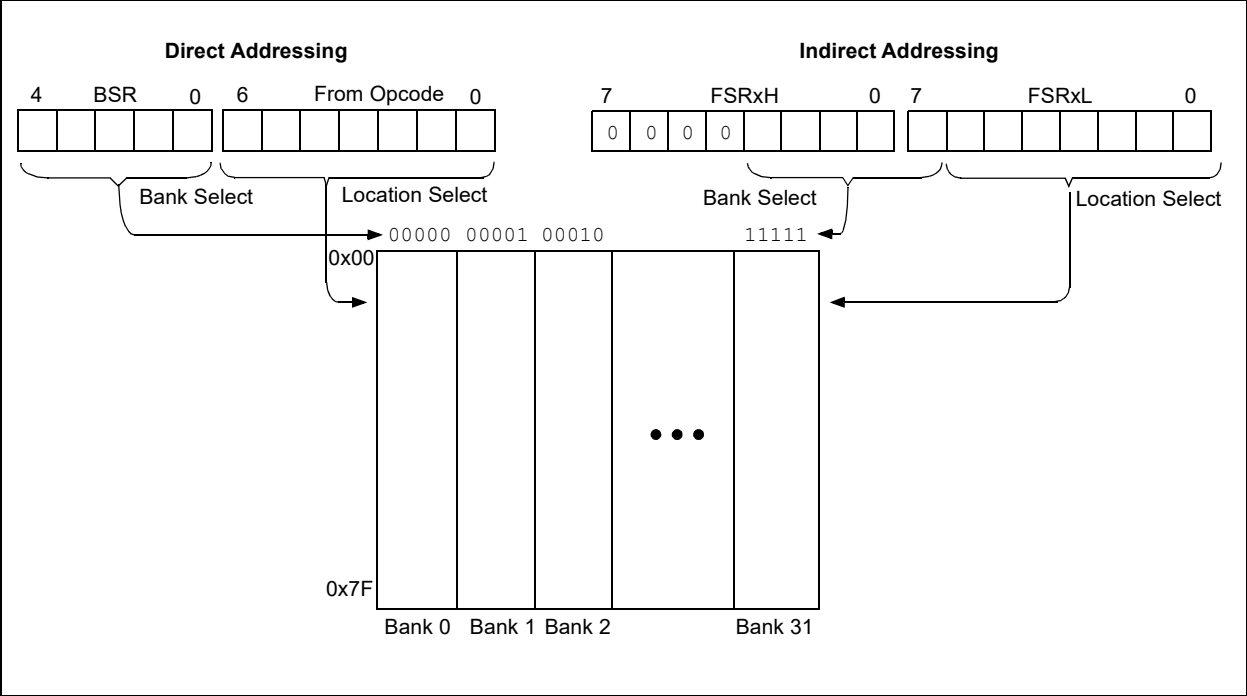 Direct Addressing
Indirect Addressing
4 BSR 0 6 From Opcode 0
7 FSRxH 0 7 FSRxL 0
0 0 0 0
Bank Select
Location Select
Bank Select
Location Select
00000 00001 00010 11111
0x00
0x7F
Bank 0 Bank 1 Bank 2 Bank 31